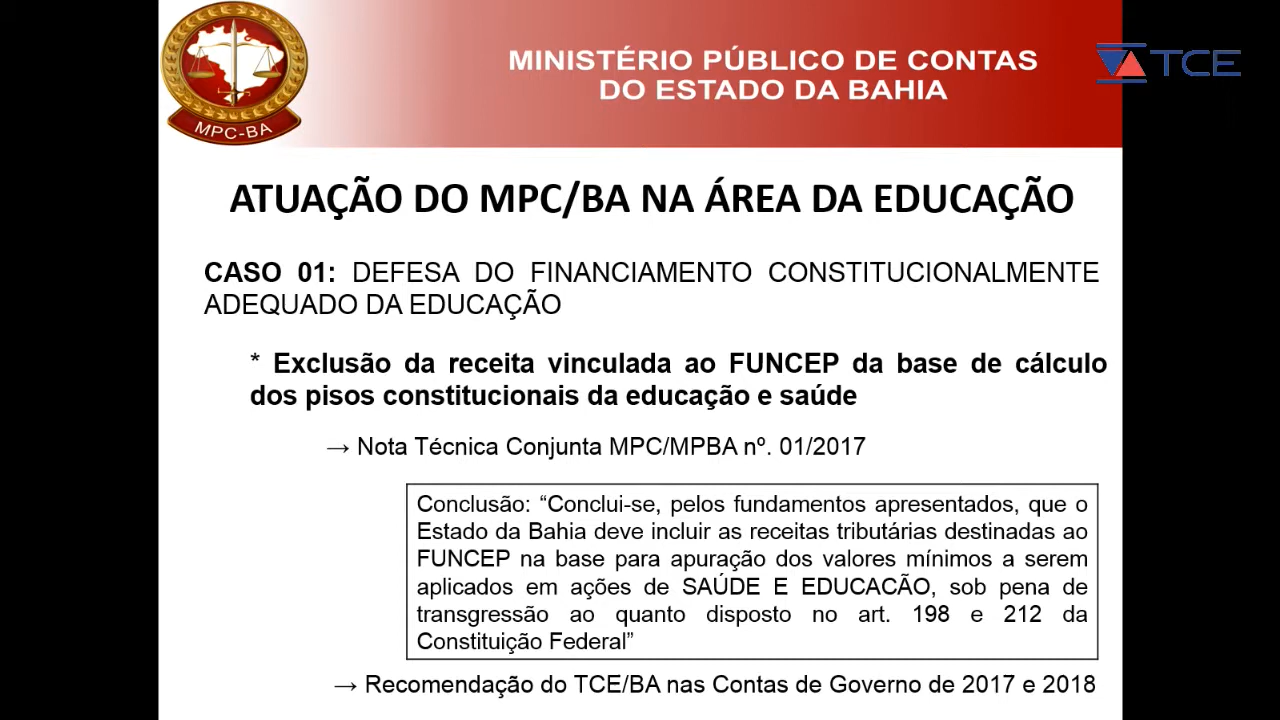 MINISTÉRIO PÚBLICO DE CONTAS
DO ESTADO DA BAHIA
TCE
MPC-BA
ATUAÇÃO DO MPC/BA NA ÁREA DA EDUCAÇÃO
CASO 01: DEFESA DO FINANCIAMENTO CONSTITUCIONALMENTE
ADEQUADO DA EDUCAÇÃO
* Exclusão da receita vinculada ao FUNCEP da base de cálculo
dos pisos constitucionais da educação e saúde
→ Nota Técnica Conjunta MPC/MPBA nº. 01/2017
Conclusão: “Conclui-se, pelos fundamentos apresentados, que o
Estado da Bahia deve incluir as receitas tributárias destinadas ao
FUNCEP na base para apuração dos valores mínimos a serem
aplicados em ações de SAÚDE E EDUCACÃO, sob pena de
transgressão ao quanto disposto no art. 198 e 212 da
Constituição Federal”
→ Recomendação do TCE/BA nas Contas de Governo de 2017 e 2018